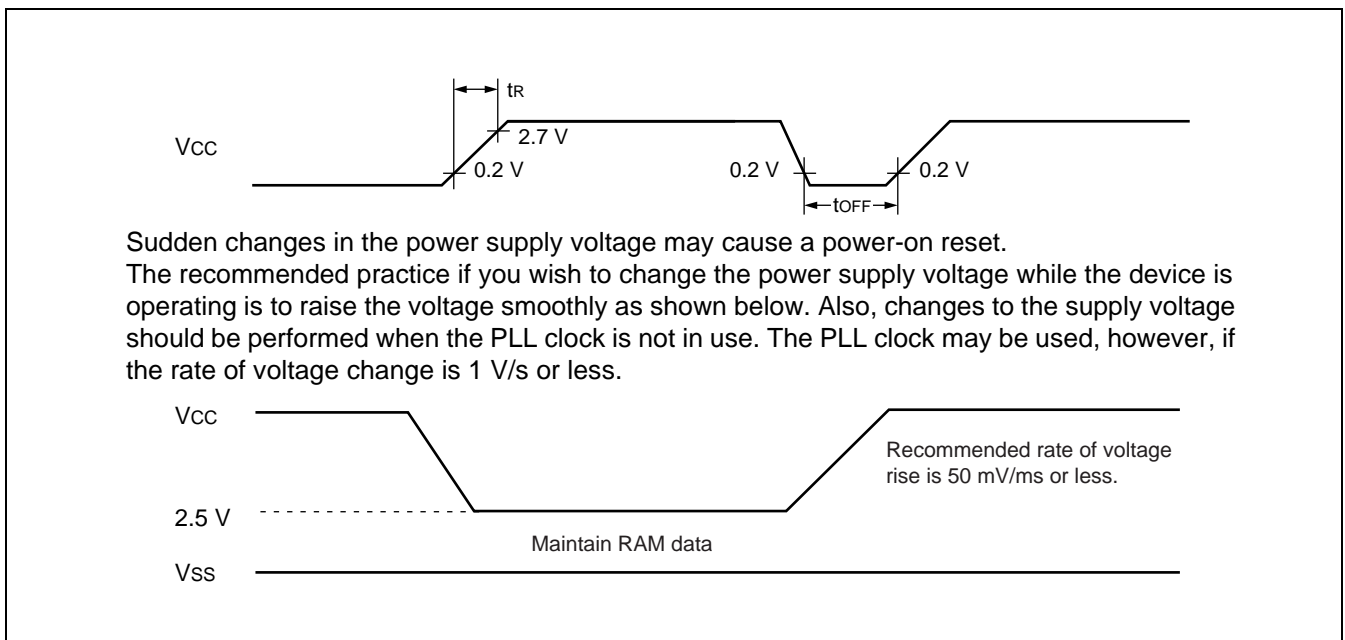 tR
VCC
2.7 V
0.2 V
0.2 V
0.2 V
tOFF
Sudden changes in the power supply voltage may cause a power-on reset.
The recommended practice if you wish to change the power supply voltage while the device is
operating is to raise the voltage smoothly as shown below. Also, changes to the supply voltage
should be performed when the PLL clock is not in use. The PLL clock may be used, however, if
the rate of voltage change is 1 V/s or less.
VCC
Recommended rate of voltage
rise is 50 mV/ms or less.
2.5 V
Maintain RAM data
VSS